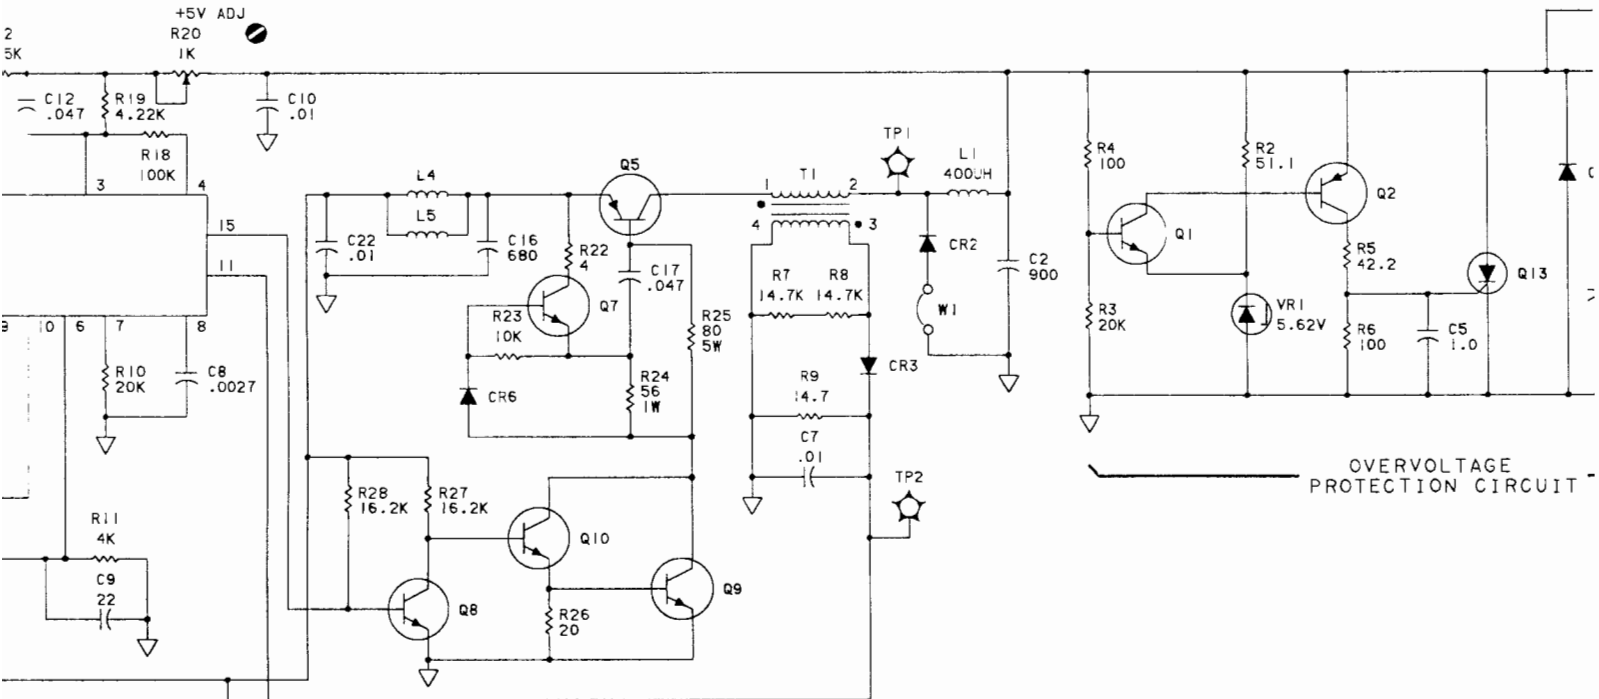 +5V ADJ
2
5K
R20
1K
C12
.047
R19
4.22K
C10
.01
R18
100K
3
4
15
11
9
10
6
7
8
R10
20K
C8
.0027
R11
4K
C9
22
L4
L5
C22
.01
C16
680
Q5
R22
4
C17
.047
Q7
R23
10K
R25
80
5W
R24
56
1W
CR6
R28
16.2K
R27
16.2K
Q8
Q10
R26
20
Q9
TP1
1
T1
2
4
3
L1
400UH
CR2
W1
C2
900
R7
14.7K
R8
14.7K
CR3
R9
14.7
C7
.01
TP2
R4
100
R2
51.1
Q2
Q1
R5
42.2
Q13
R3
20K
VR1
5.62V
R6
100
C5
1.0
OVERVOLTAGE
PROTECTION CIRCUIT